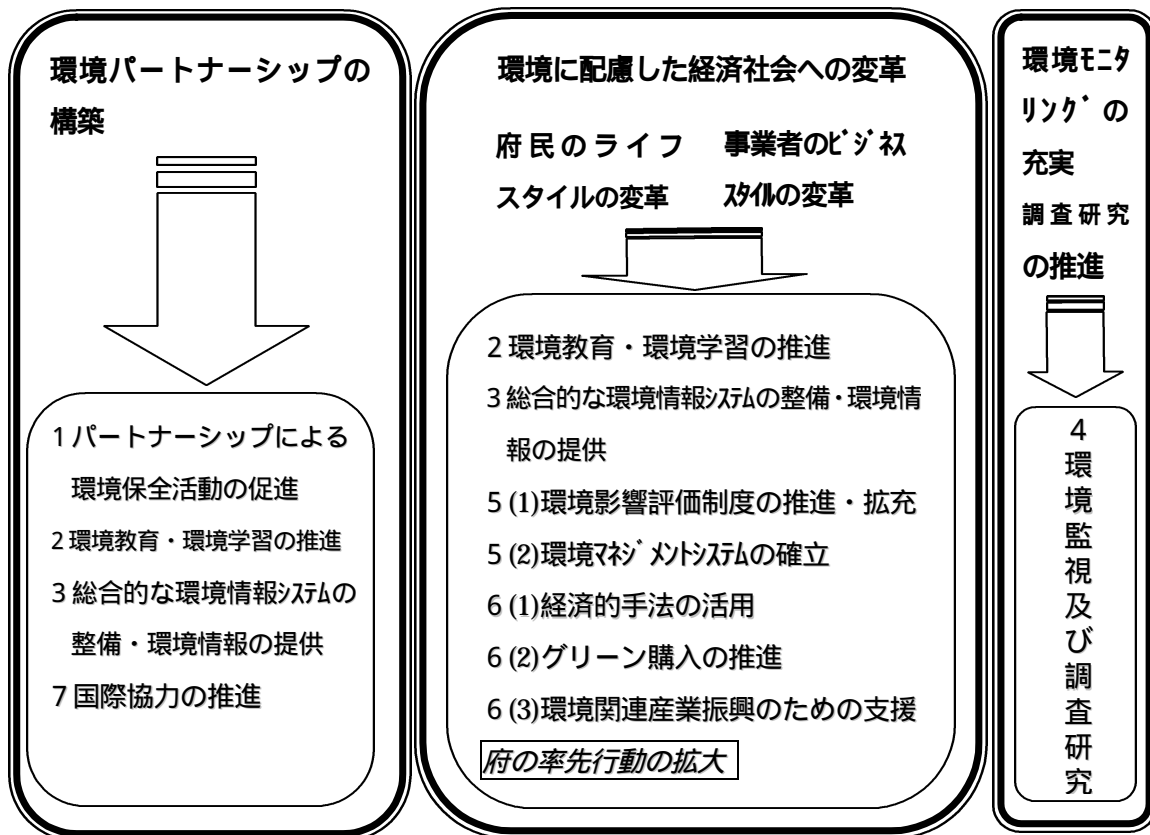 環境パートナーシップの
構築
1 パートナーシップによる
環境保全活動の促進
2 環境教育・環境学習の推進
3 総合的な環境情報ｼｽﾃﾑの
整備・環境情報の提供
7 国際協力の推進
環境に配慮した経済社会への変革
府民のライフ
スタイルの変革
事業者のﾋﾞｼﾞﾈｽ
ｽﾀｲﾙの変革
2 環境教育・環境学習の推進
3 総合的な環境情報ｼｽﾃﾑの整備・環境情
報の提供
5 (1)環境影響評価制度の推進・拡充
5 (2)環境ﾏﾈｼﾞﾒﾝﾄｼｽﾃﾑの確立
6 (1)経済的手法の活用
6 (2)グリーン購入の推進
6 (3)環境関連産業振興のための支援
府の率先行動の拡大
環境ﾓﾆﾀ
ﾘﾝｸﾞの
充実
調査研究
の推進
4環境監視及び調査研究